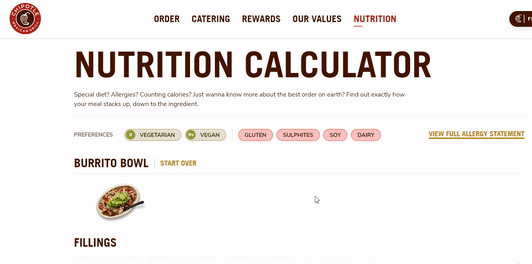 CHIPOTLE
ORDER CATERING REWARDS OUR VALUES NUTRITION
NUTRITION CALCULATOR
Special diet? Allergies? Counting calories? Just wanna know more about the best order on earth? Find out exactly how
your meal stacks up, down to the ingredient.
PREFERENCES V VEGETARIAN VEGAN GLUTEN SULPHITES SOY DAIRY VIEW FULL ALLERGY STATEMENT
BURRITO BOWL START OVER
FILLINGS